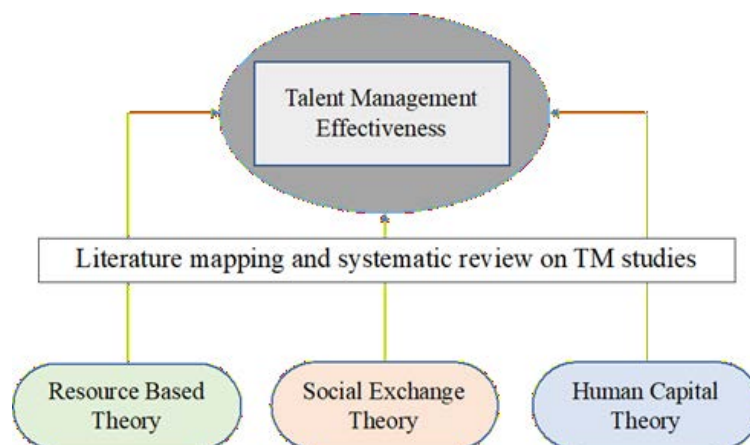 Talent Management
Effectiveness
Literature mapping and systematic review on TM studies
Resource Based
Theory
Social Exchange
Theory
Human Capital
Theory